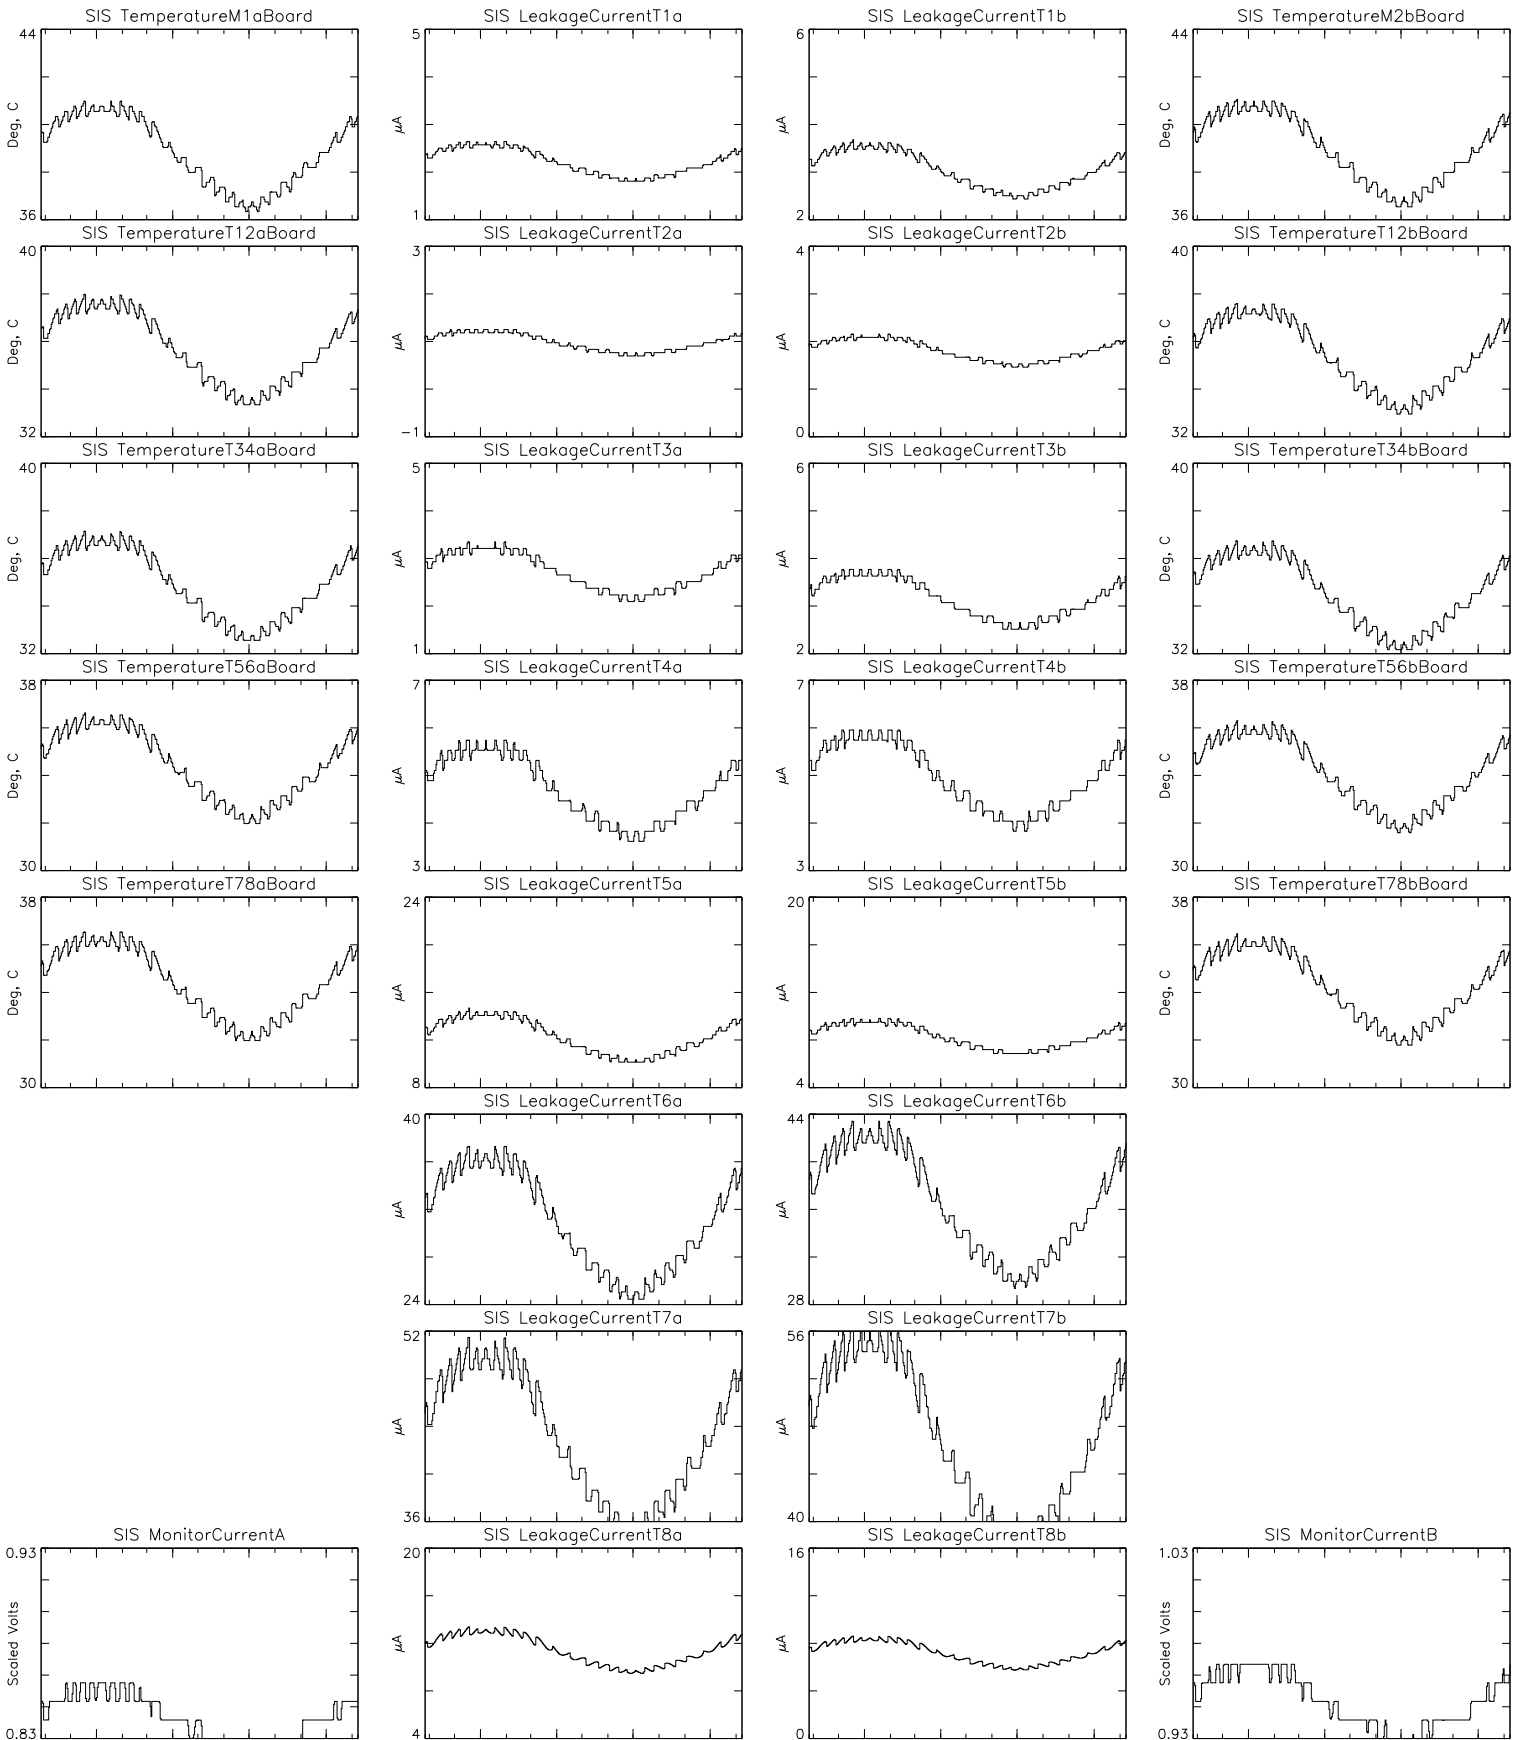 SIS TemperatureM1aBoard SIS LeakageCurrentT1a SIS LeakageCurrentT1b SIS TemperatureM2bBoard
44 5 6 44
Deg, C μA μA Deg, C
36 1 2 36
SIS TemperatureT12aBoard SIS LeakageCurrentT2a SIS LeakageCurrentT2b SIS TemperatureT12bBoard
40 3 4 40
Deg, C μA μA Deg, C
32 −1 0 32
SIS TemperatureT34aBoard SIS LeakageCurrentT3a SIS LeakageCurrentT3b SIS TemperatureT34bBoard
40 5 6 40
Deg, C μA μA Deg, C
32 1 2 32
SIS TemperatureT56aBoard SIS LeakageCurrentT4a SIS LeakageCurrentT4b SIS TemperatureT56bBoard
38 7 7 38
Deg, C μA μA Deg, C
30 3 3 30
SIS TemperatureT78aBoard SIS LeakageCurrentT5a SIS LeakageCurrentT5b SIS TemperatureT78bBoard
38 24 20 38
Deg, C μA μA Deg, C
30 8 4 30
SIS LeakageCurrentT6a SIS LeakageCurrentT6b
40 44
μA μA
24 28
SIS LeakageCurrentT7a SIS LeakageCurrentT7b
52 56
μA μA
36 40
SIS MonitorCurrentA SIS LeakageCurrentT8a SIS LeakageCurrentT8b SIS MonitorCurrentB
0.93 20 16 1.03
Scaled Volts μA μA Scaled Volts
0.83 4 0 0.93